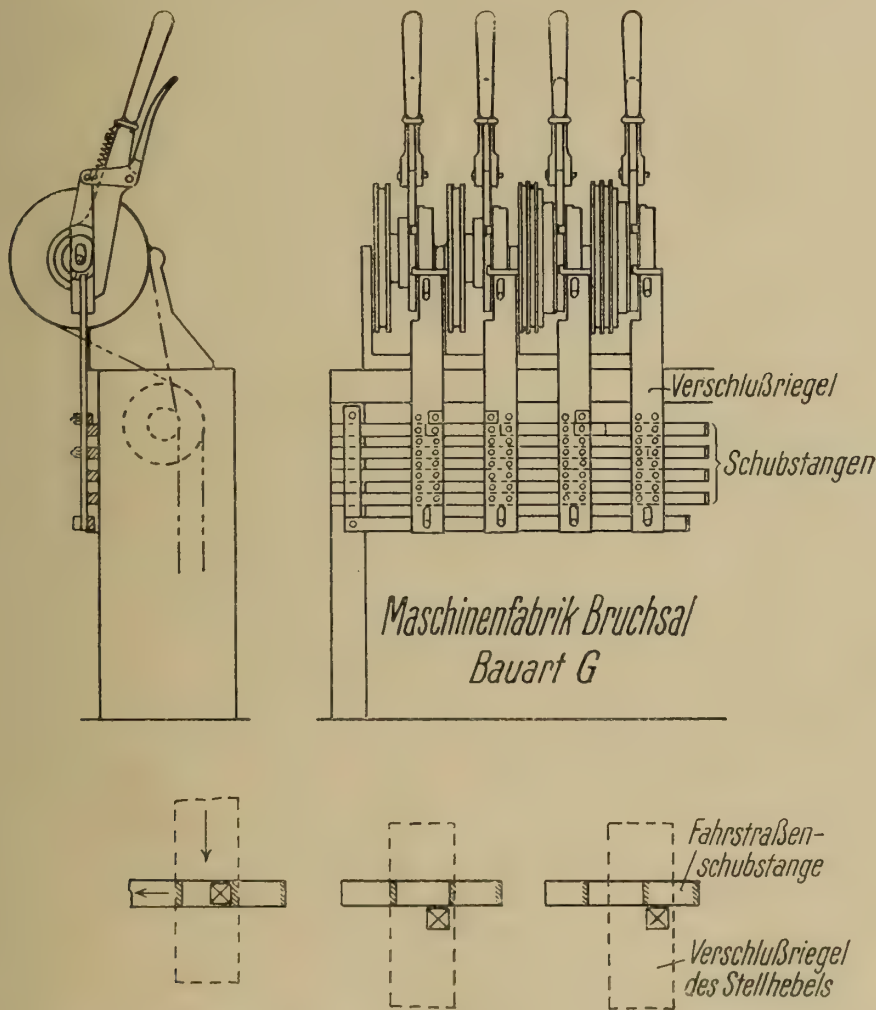 Verschlußriegel
Schubstangen
Maschinenfabrik Bruchsal
Bauart G
Fahrstraßen-
schubstange
Verschlußriegel
des Stellhebels